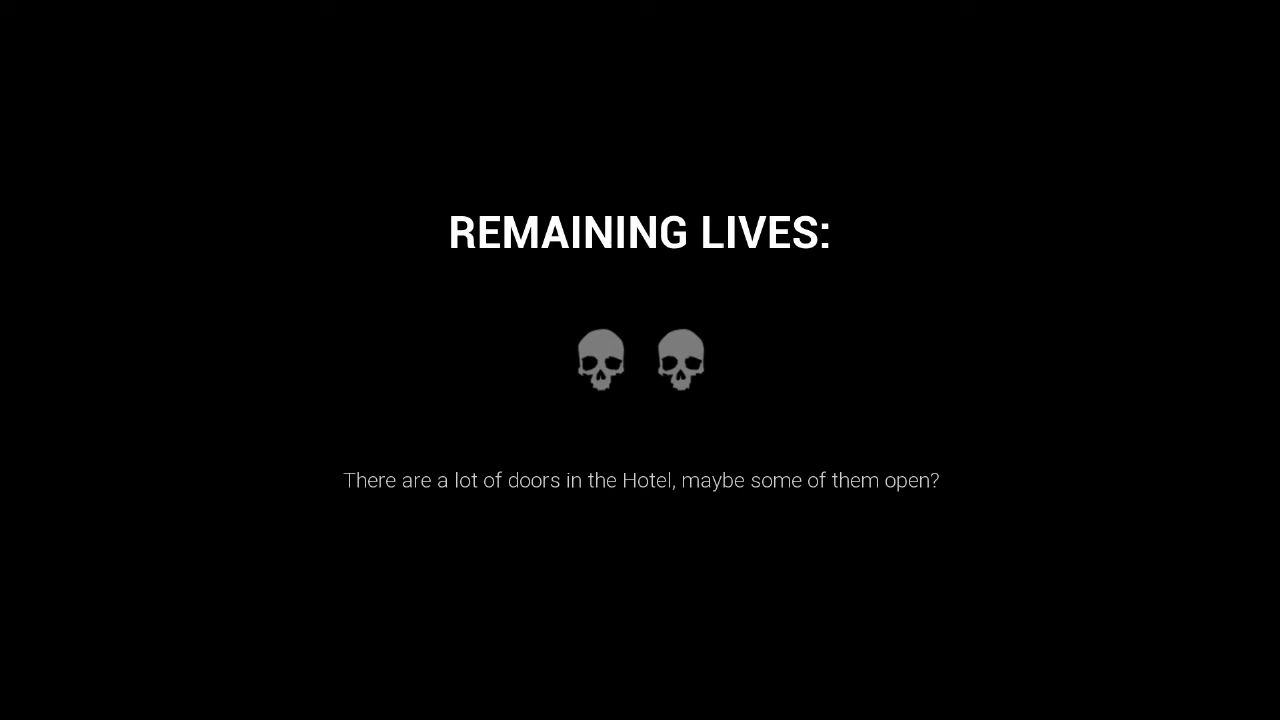 REMAINING LIVES:
There are a lot of doors in the Hotel, maybe some of them open?